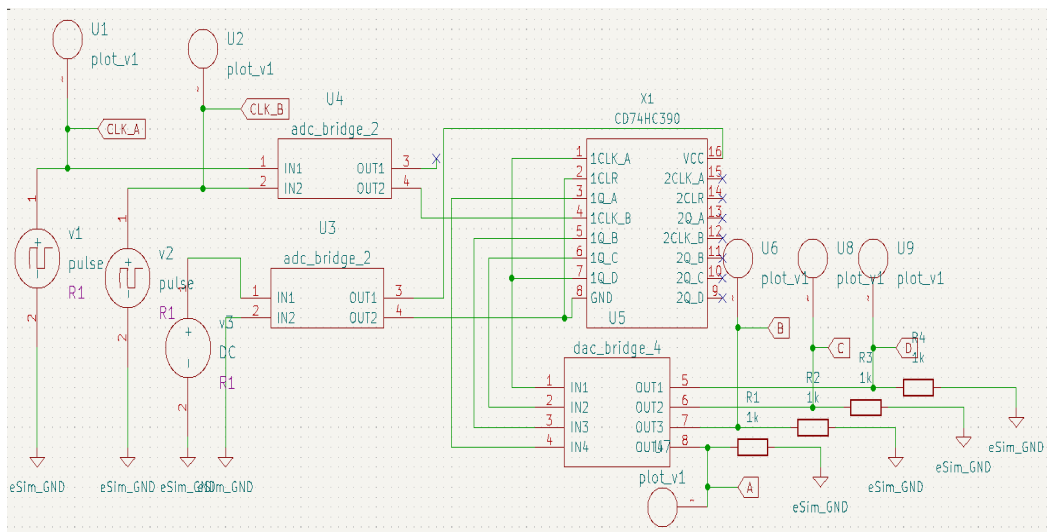 U1
plot_v1
U2
plot_v1
CLK_A
CLK_B
U4
adc_bridge_2
1 IN1 OUT1 3
2 IN2 OUT2 4
U3
adc_bridge_2
1 IN1 OUT1 3
2 IN2 OUT2 4
1
v1
pulse
R1
2
1
v2
pulse
R1
2
v3
DC
R1
2
X1
CD74HC390
1 1CLK_A VCC 16
2 1CLR 2CLK_A 15
3 1Q_A 2CLR 14
4 1CLK_B 2Q_A 13
5 1Q_B 2CLK_B 12
6 1Q_C 2Q_B 11
7 1Q_D 2Q_C 10
8 GND 2Q_D 9
U5
dac_bridge_4
1 IN1 OUT1 5
2 IN2 OUT2 6
3 IN3 OUT3 7
4 IN4 OUT4 8
U6
plot_v1
U8
plot_v1
U9
plot_v1
B
C
D
A
R4
1k
R3
1k
R2
1k
R1
1k
U7
plot_v1
eSim_GND
eSim_GND
eSim_GND
eSim_GND
eSim_GND
eSim_GND
eSim_GND
eSim_GND